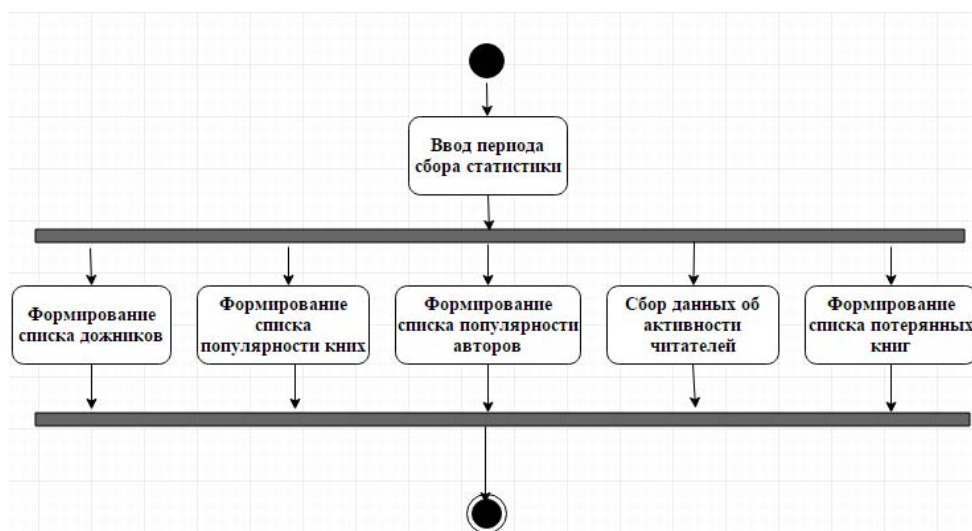 Ввод периода
сбора статистики
Формирование
списка дожников
Формирование
списка
популярности кних
Формирование
списка популярности
авторов
Сбор данных об
активности
читателей
Формирование
списка потерянных
книг